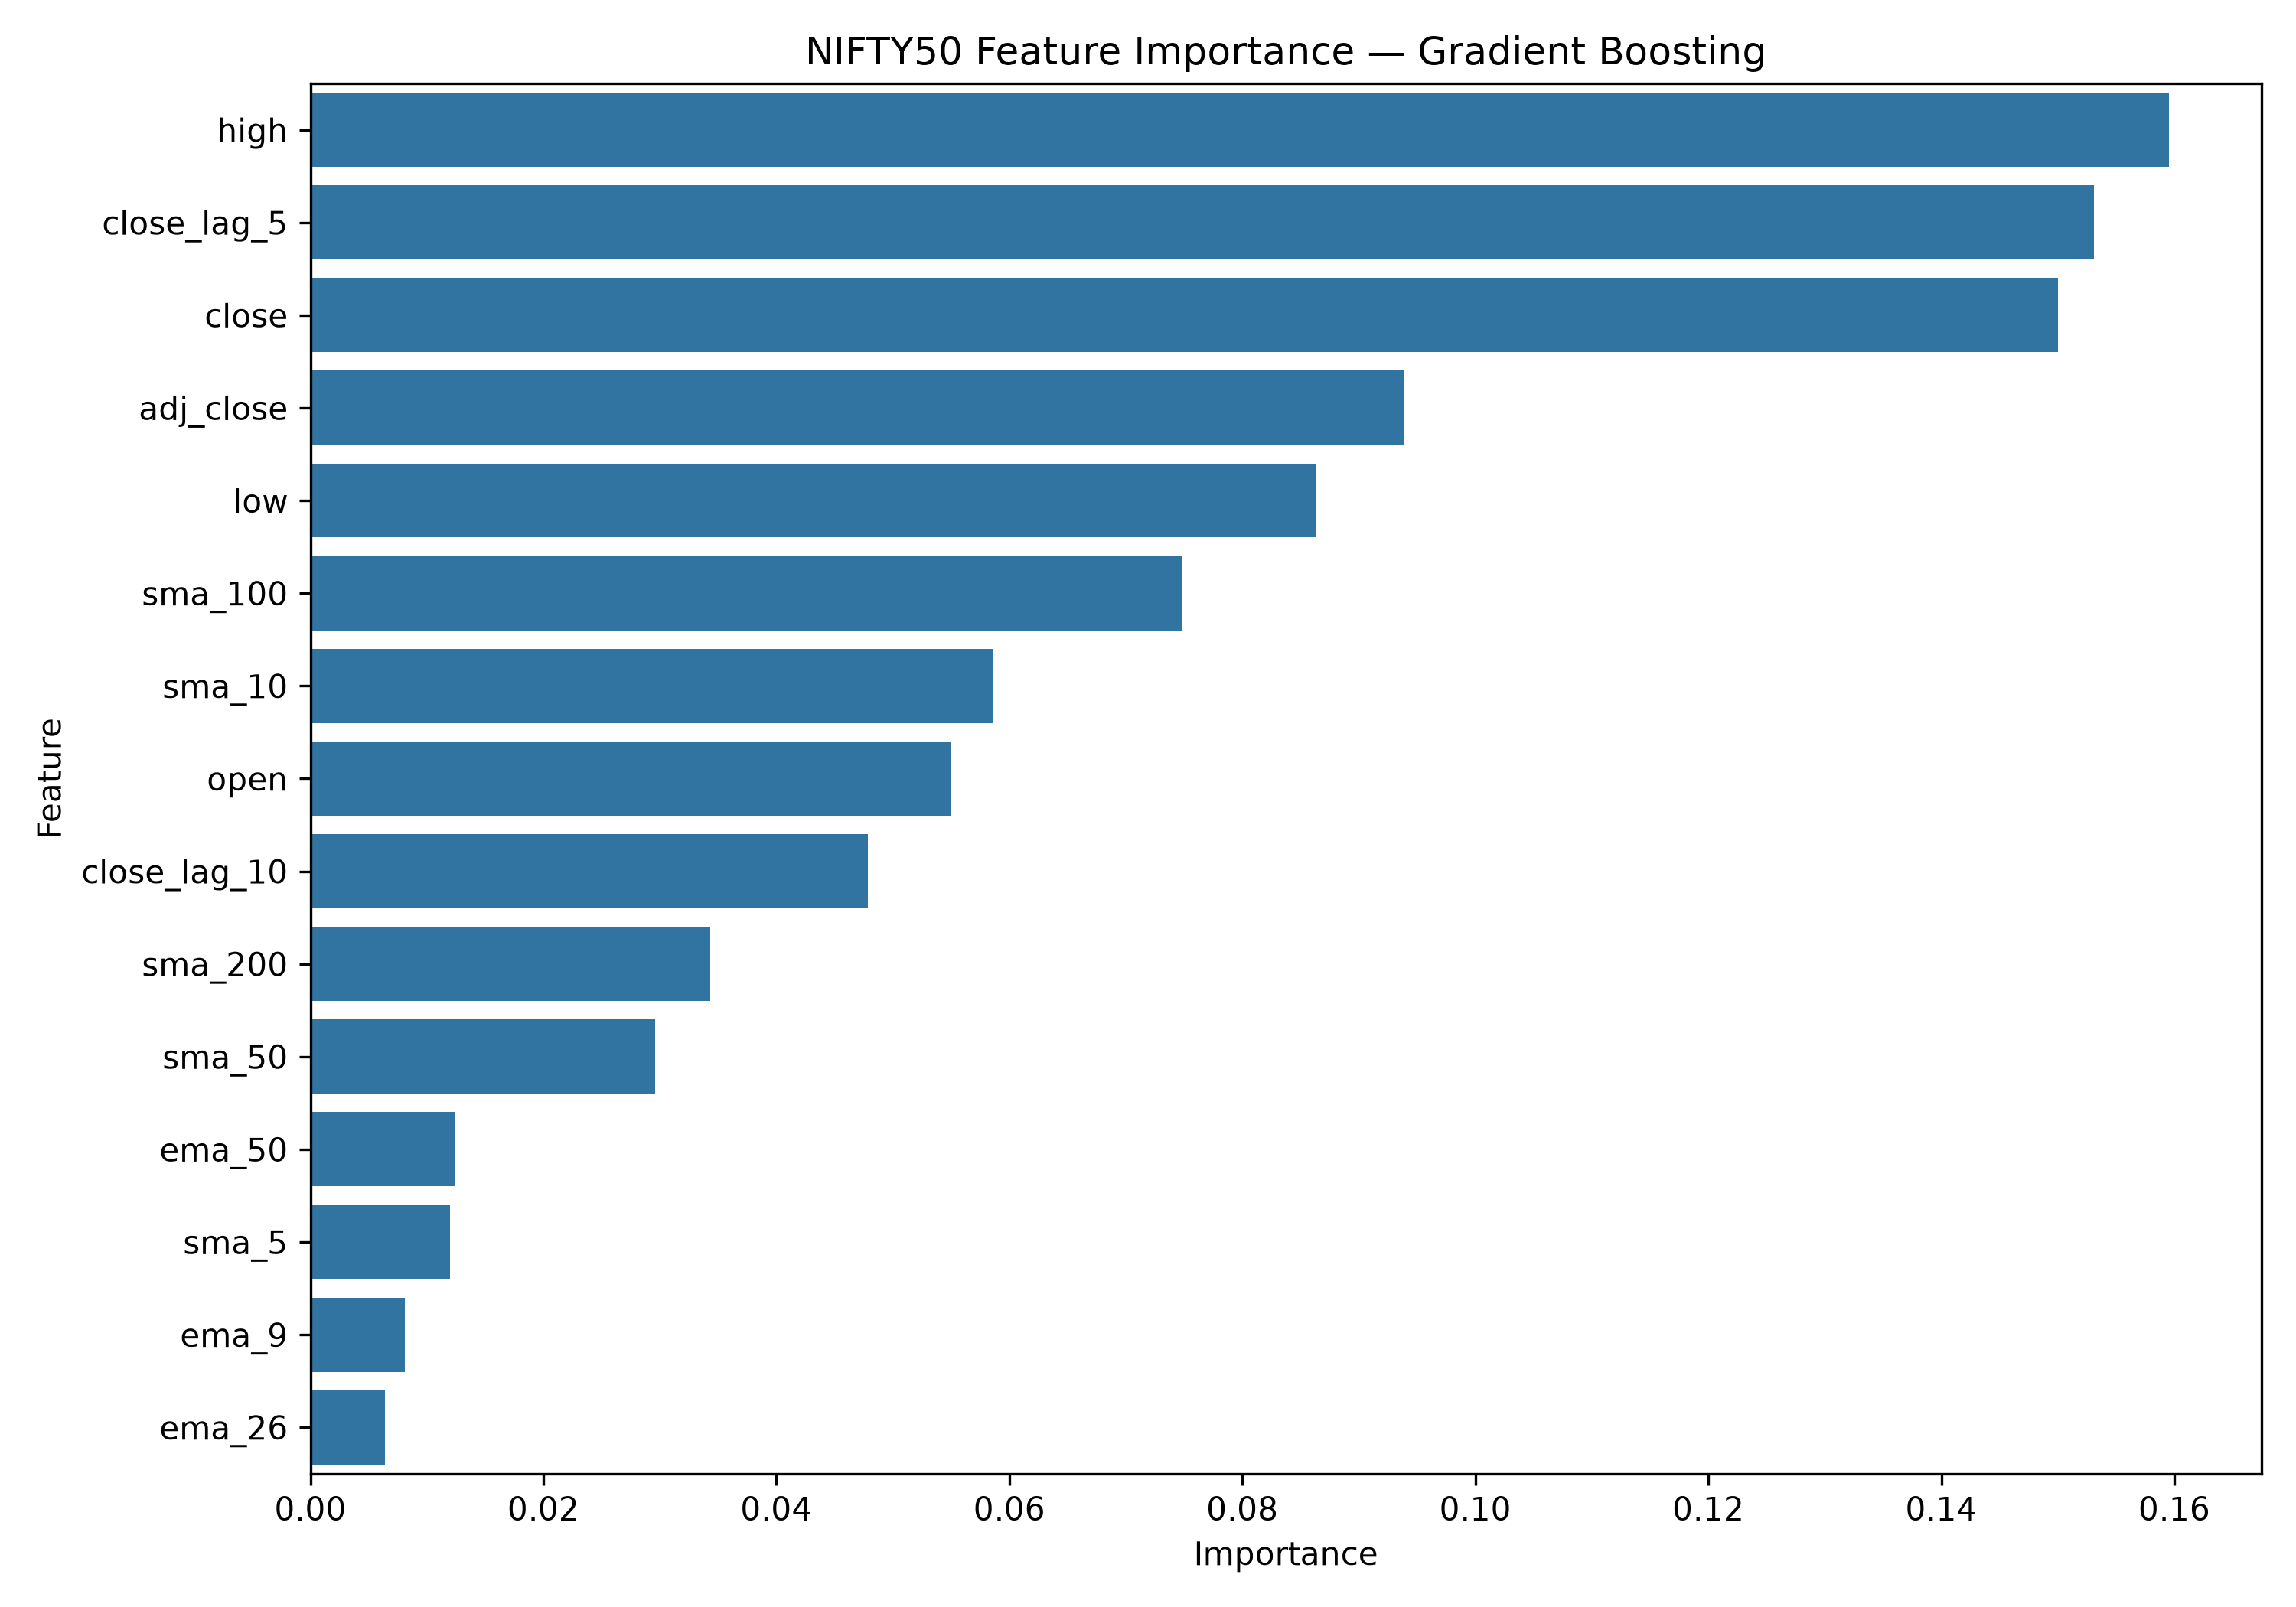 NIFTY50 Feature Importance — Gradient Boosting
high
close_lag_5
close
adj_close
low
sma_100
sma_10
open
close_lag_10
sma_200
sma_50
ema_50
sma_5
ema_9
ema_26
Feature
0.00 0.02 0.04 0.06 0.08 0.10 0.12 0.14 0.16
Importance